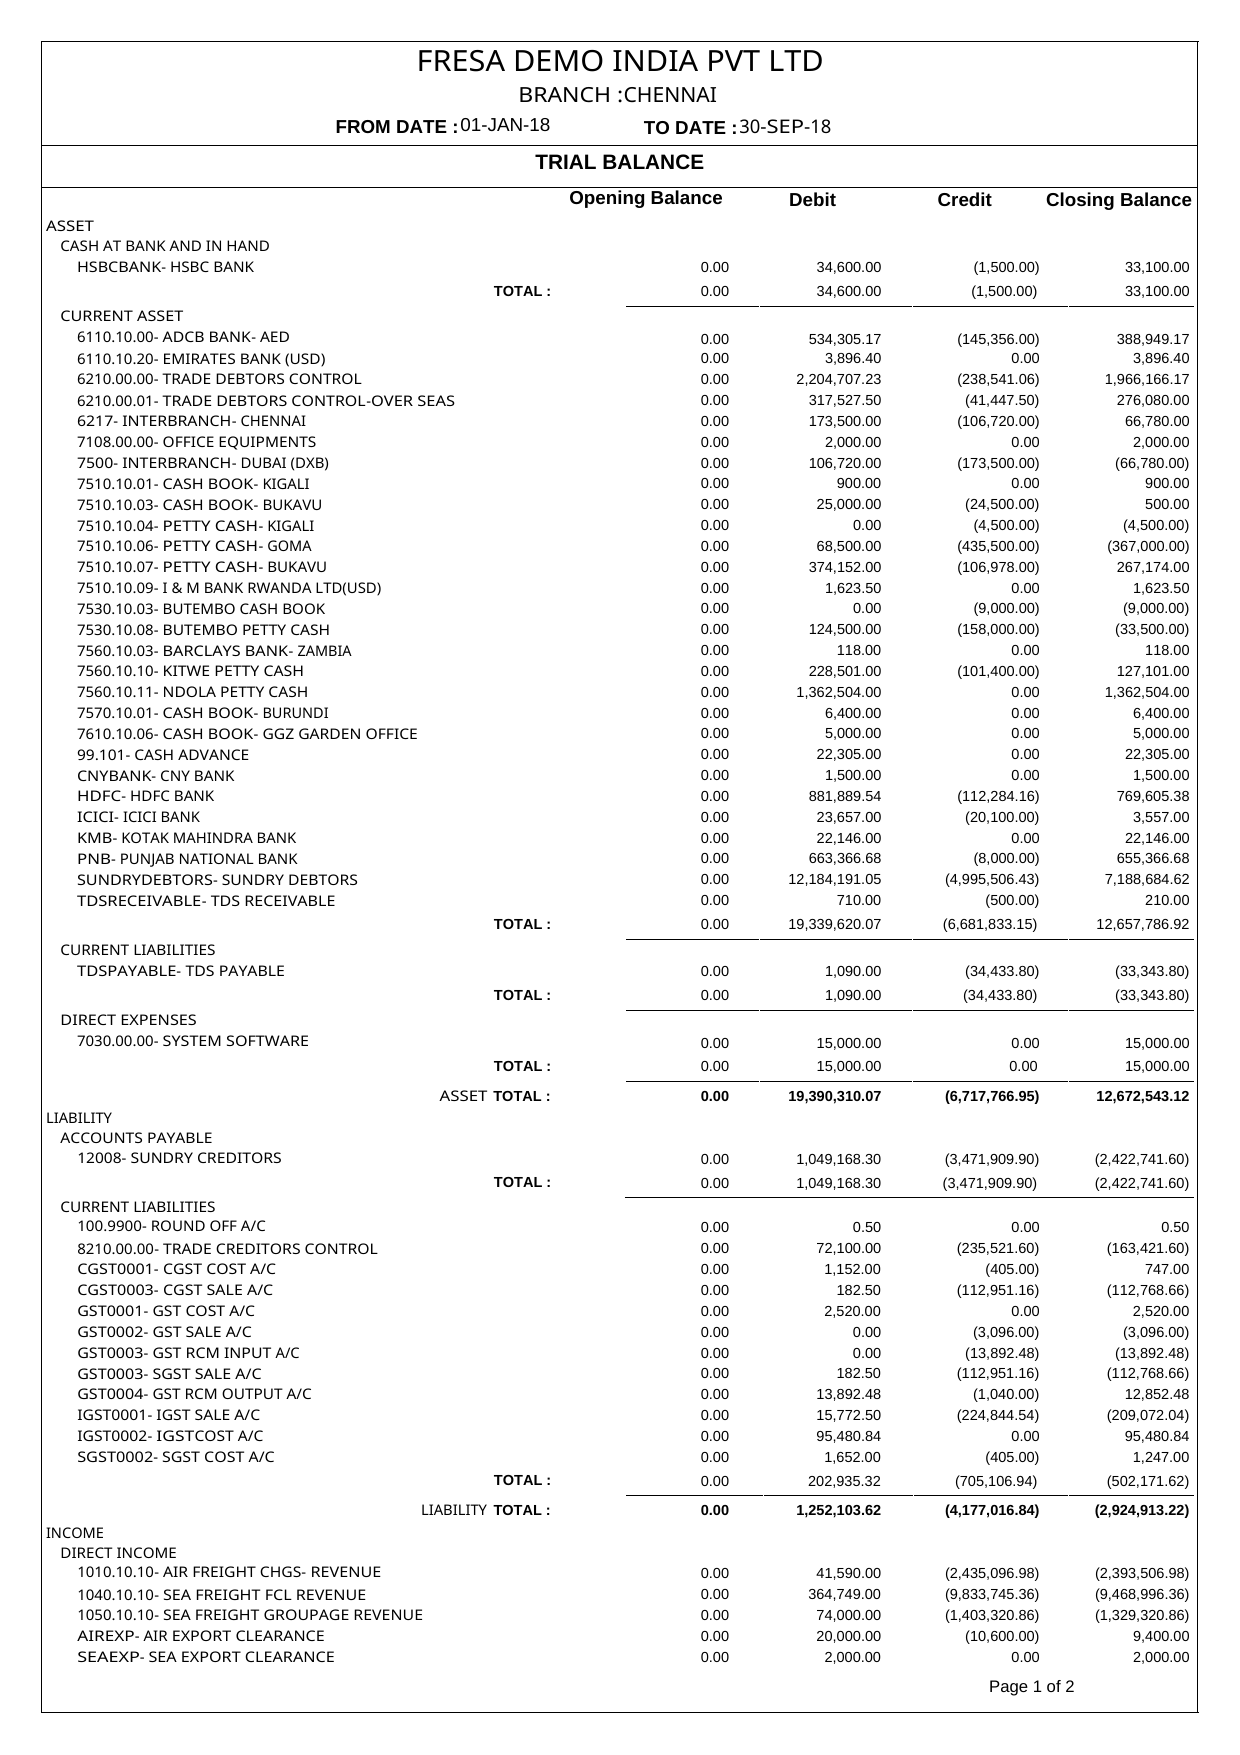 FRESA DEMO INDIA PVT LTD
BRANCH :CHENNAI
FROM DATE : 01-JAN-18 TO DATE : 30-SEP-18
TRIAL BALANCE
Opening Balance Debit Credit Closing Balance
ASSET
CASH AT BANK AND IN HAND
HSBCBANK- HSBC BANK 0.00 34,600.00 (1,500.00) 33,100.00
TOTAL : 0.00 34,600.00 (1,500.00) 33,100.00
CURRENT ASSET
6110.10.00- ADCB BANK- AED 0.00 534,305.17 (145,356.00) 388,949.17
6110.10.20- EMIRATES BANK (USD) 0.00 3,896.40 0.00 3,896.40
6210.00.00- TRADE DEBTORS CONTROL 0.00 2,204,707.23 (238,541.06) 1,966,166.17
6210.00.01- TRADE DEBTORS CONTROL-OVER SEAS 0.00 317,527.50 (41,447.50) 276,080.00
6217- INTERBRANCH- CHENNAI 0.00 173,500.00 (106,720.00) 66,780.00
7108.00.00- OFFICE EQUIPMENTS 0.00 2,000.00 0.00 2,000.00
7500- INTERBRANCH- DUBAI (DXB) 0.00 106,720.00 (173,500.00) (66,780.00)
7510.10.01- CASH BOOK- KIGALI 0.00 900.00 0.00 900.00
7510.10.03- CASH BOOK- BUKAVU 0.00 25,000.00 (24,500.00) 500.00
7510.10.04- PETTY CASH- KIGALI 0.00 0.00 (4,500.00) (4,500.00)
7510.10.06- PETTY CASH- GOMA 0.00 68,500.00 (435,500.00) (367,000.00)
7510.10.07- PETTY CASH- BUKAVU 0.00 374,152.00 (106,978.00) 267,174.00
7510.10.09- I & M BANK RWANDA LTD(USD) 0.00 1,623.50 0.00 1,623.50
7530.10.03- BUTEMBO CASH BOOK 0.00 0.00 (9,000.00) (9,000.00)
7530.10.08- BUTEMBO PETTY CASH 0.00 124,500.00 (158,000.00) (33,500.00)
7560.10.03- BARCLAYS BANK- ZAMBIA 0.00 118.00 0.00 118.00
7560.10.10- KITWE PETTY CASH 0.00 228,501.00 (101,400.00) 127,101.00
7560.10.11- NDOLA PETTY CASH 0.00 1,362,504.00 0.00 1,362,504.00
7570.10.01- CASH BOOK- BURUNDI 0.00 6,400.00 0.00 6,400.00
7610.10.06- CASH BOOK- GGZ GARDEN OFFICE 0.00 5,000.00 0.00 5,000.00
99.101- CASH ADVANCE 0.00 22,305.00 0.00 22,305.00
CNYBANK- CNY BANK 0.00 1,500.00 0.00 1,500.00
HDFC- HDFC BANK 0.00 881,889.54 (112,284.16) 769,605.38
ICICI- ICICI BANK 0.00 23,657.00 (20,100.00) 3,557.00
KMB- KOTAK MAHINDRA BANK 0.00 22,146.00 0.00 22,146.00
PNB- PUNJAB NATIONAL BANK 0.00 663,366.68 (8,000.00) 655,366.68
SUNDRYDEBTORS- SUNDRY DEBTORS 0.00 12,184,191.05 (4,995,506.43) 7,188,684.62
TDSRECEIVABLE- TDS RECEIVABLE 0.00 710.00 (500.00) 210.00
TOTAL : 0.00 19,339,620.07 (6,681,833.15) 12,657,786.92
CURRENT LIABILITIES
TDSPAYABLE- TDS PAYABLE 0.00 1,090.00 (34,433.80) (33,343.80)
TOTAL : 0.00 1,090.00 (34,433.80) (33,343.80)
DIRECT EXPENSES
7030.00.00- SYSTEM SOFTWARE 0.00 15,000.00 0.00 15,000.00
TOTAL : 0.00 15,000.00 0.00 15,000.00
ASSET TOTAL : 0.00 19,390,310.07 (6,717,766.95) 12,672,543.12
LIABILITY
ACCOUNTS PAYABLE
12008- SUNDRY CREDITORS 0.00 1,049,168.30 (3,471,909.90) (2,422,741.60)
TOTAL : 0.00 1,049,168.30 (3,471,909.90) (2,422,741.60)
CURRENT LIABILITIES
100.9900- ROUND OFF A/C 0.00 0.50 0.00 0.50
8210.00.00- TRADE CREDITORS CONTROL 0.00 72,100.00 (235,521.60) (163,421.60)
CGST0001- CGST COST A/C 0.00 1,152.00 (405.00) 747.00
CGST0003- CGST SALE A/C 0.00 182.50 (112,951.16) (112,768.66)
GST0001- GST COST A/C 0.00 2,520.00 0.00 2,520.00
GST0002- GST SALE A/C 0.00 0.00 (3,096.00) (3,096.00)
GST0003- GST RCM INPUT A/C 0.00 0.00 (13,892.48) (13,892.48)
GST0003- SGST SALE A/C 0.00 182.50 (112,951.16) (112,768.66)
GST0004- GST RCM OUTPUT A/C 0.00 13,892.48 (1,040.00) 12,852.48
IGST0001- IGST SALE A/C 0.00 15,772.50 (224,844.54) (209,072.04)
IGST0002- IGSTCOST A/C 0.00 95,480.84 0.00 95,480.84
SGST0002- SGST COST A/C 0.00 1,652.00 (405.00) 1,247.00
TOTAL : 0.00 202,935.32 (705,106.94) (502,171.62)
LIABILITY TOTAL : 0.00 1,252,103.62 (4,177,016.84) (2,924,913.22)
INCOME
DIRECT INCOME
1010.10.10- AIR FREIGHT CHGS- REVENUE 0.00 41,590.00 (2,435,096.98) (2,393,506.98)
1040.10.10- SEA FREIGHT FCL REVENUE 0.00 364,749.00 (9,833,745.36) (9,468,996.36)
1050.10.10- SEA FREIGHT GROUPAGE REVENUE 0.00 74,000.00 (1,403,320.86) (1,329,320.86)
AIREXP- AIR EXPORT CLEARANCE 0.00 20,000.00 (10,600.00) 9,400.00
SEAEXP- SEA EXPORT CLEARANCE 0.00 2,000.00 0.00 2,000.00
Page 1 of 2